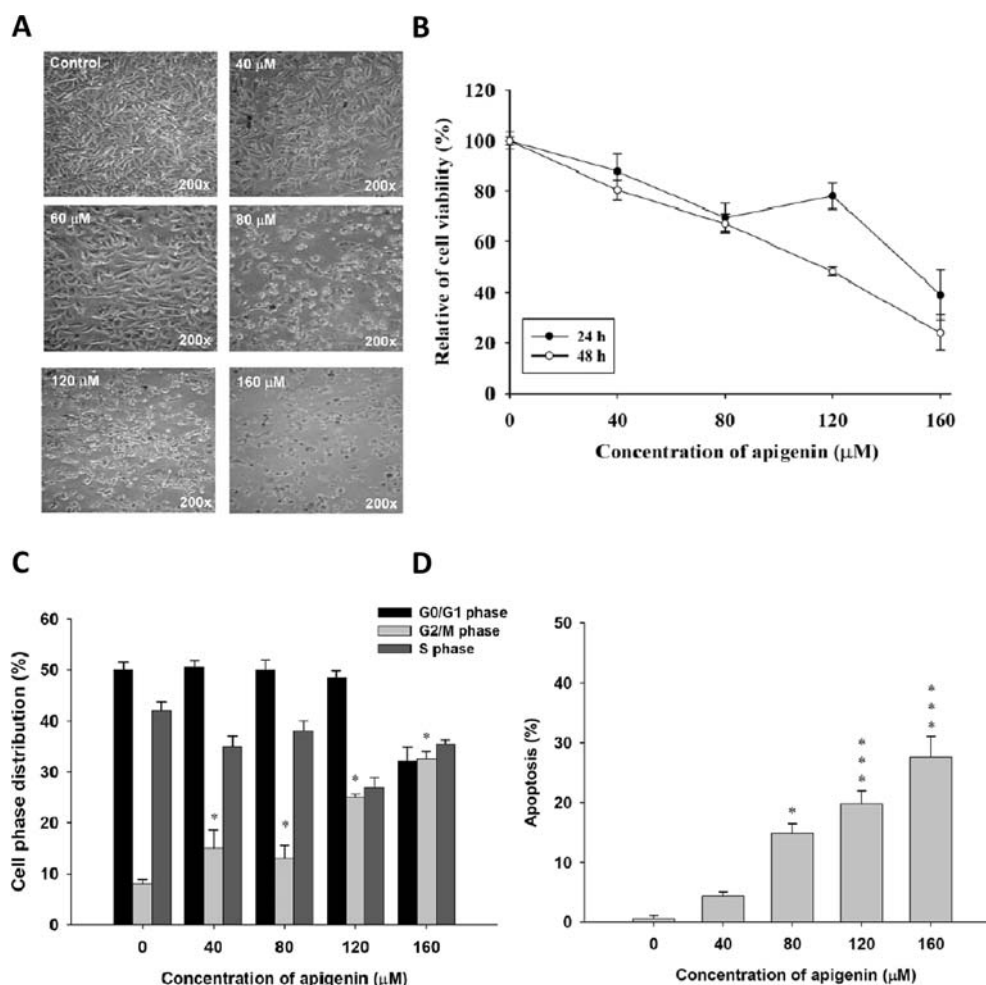 A
Control
200x
40 µM
200x
60 µM
200x
80 µM
200x
120 µM
200x
160 µM
200x
B
Relative of cell viability (%)
120
100
80
60
40
20
0
24 h
48 h
0 40 80 120 160
Concentration of apigenin (µM)
C
Cell phase distribution (%)
60
50
40
30
20
10
0
G0/G1 phase
G2/M phase
S phase
*
*
*
*
0 40 80 120 160
Concentration of apigenin (µM)
D
Apoptosis (%)
50
40
30
20
10
0
*
***
***
0 40 80 120 160
Concentration of apigenin (µM)